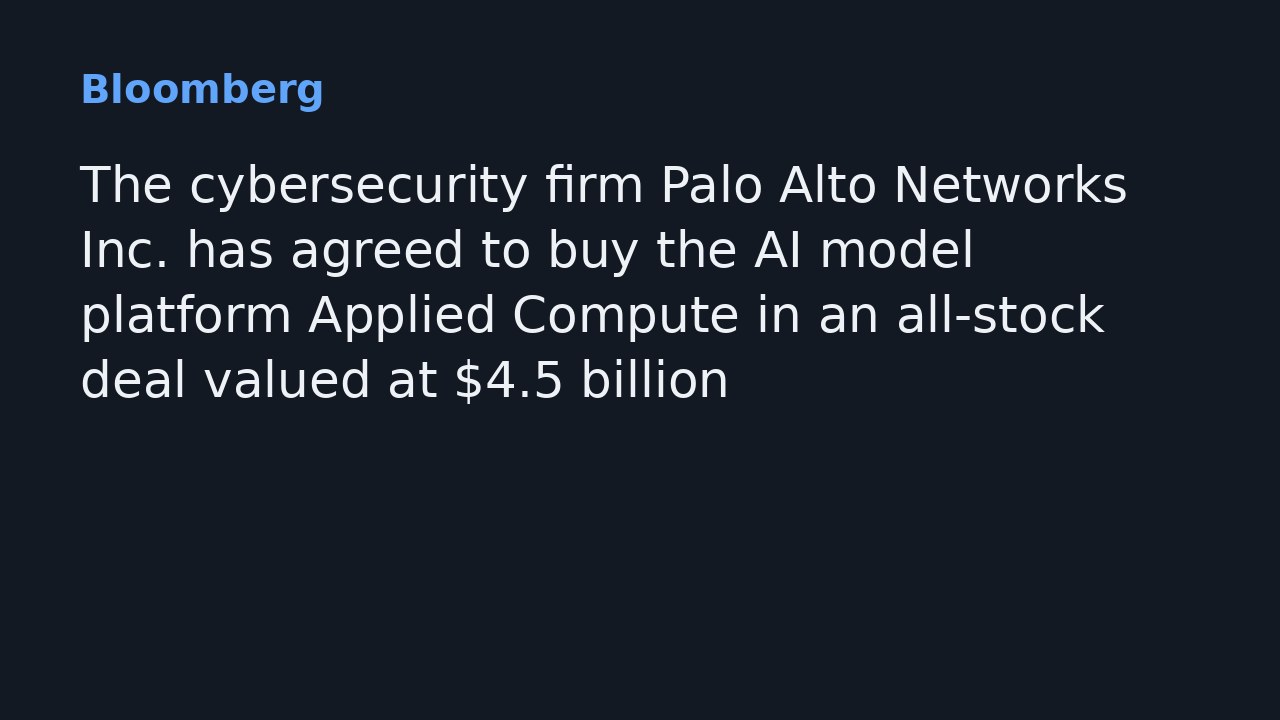 Bloomberg
The cybersecurity firm Palo Alto Networks
Inc. has agreed to buy the AI model
platform Applied Compute in an all-stock
deal valued at $4.5 billion